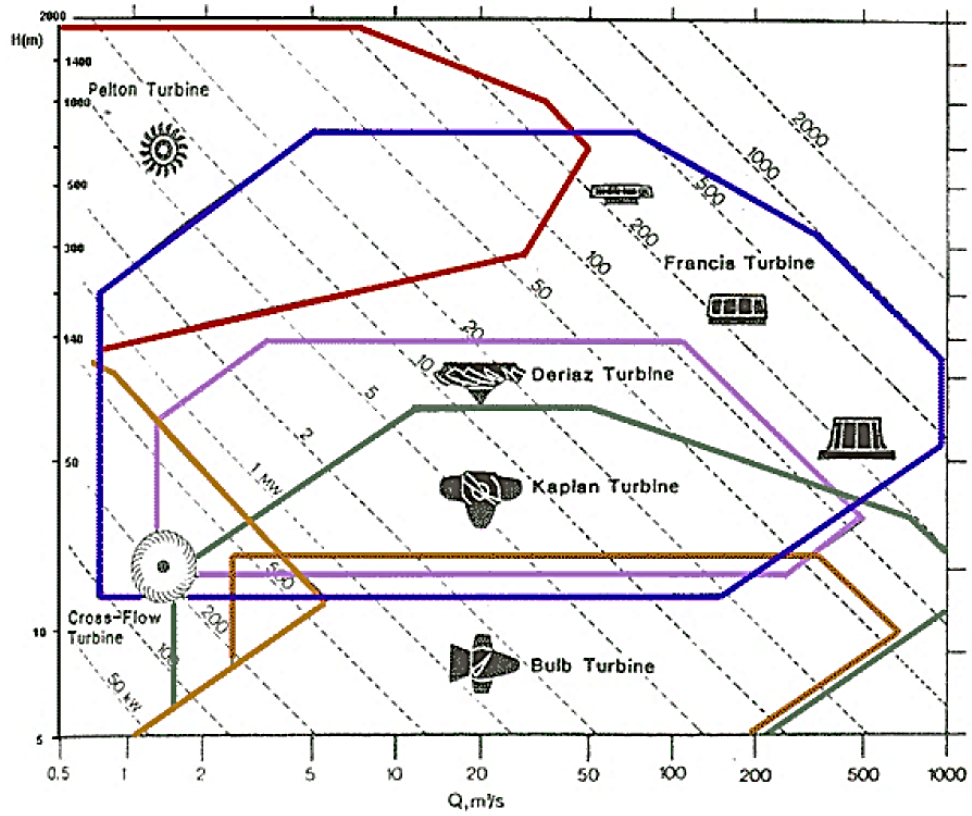 2000
H(m)
1400
Pelton Turbine
1000
2000
1000
500
500
200
300
Francis Turbine
100
50
140
20
10
Deriaz Turbine
5
2
50
1 MW
Kaplan Turbine
500
200
Cross-Flow
Turbine
10
100
Bulb Turbine
50 kW
5
0.5 1 2 5 10 20 50 100 200 500 1000
Q,m³/s